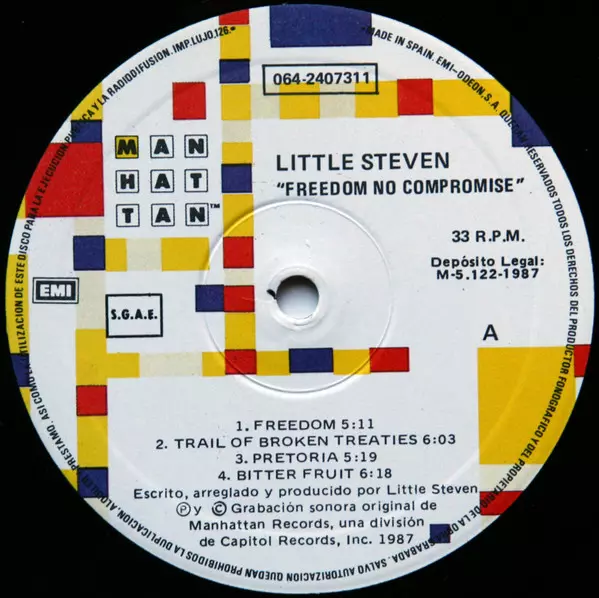 064-2407311
MAN
HAT
TAN™
LITTLE STEVEN
"FREEDOM NO COMPROMISE"
33 R.P.M.
Depósito Legal:
M-5.122-1987
EMI
S.G.A.E.
A
1. FREEDOM 5:11
2. TRAIL OF BROKEN TREATIES 6:03
3. PRETORIA 5:19
4. BITTER FRUIT 6:18
Escrito, arreglado y producido por Little Steven
Ⓟ y © Grabación sonora original de
Manhattan Records, una división
de Capitol Records, Inc. 1987
MADE IN SPAIN. EMI-ODEON, S.A. QUEDAN RESERVADOS TODOS LOS DERECHOS DEL PRODUCTOR FONOGRAFICO Y DEL PROPIETARIO DE LA OBRA GRABADA. SALVO AUTORIZACION QUEDAN PROHIBIDOS LA DUPLICACION, ALQUILER, PRESTAMO, ASI COMO LA UTILIZACION DE ESTE DISCO PARA LA EJECUCION PUBLICA Y LA RADIODIFUSION. IMP. LUJO, 126.